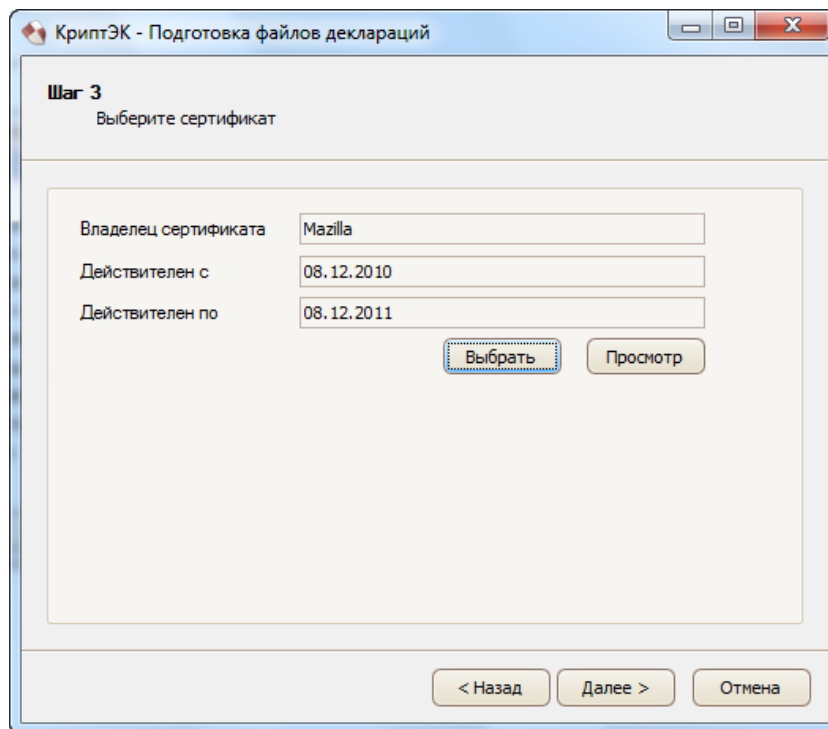 КриптЭК - Подготовка файлов деклараций
Шаг 3
Выберите сертификат
Владелец сертификата Mazilla
Действителен с 08.12.2010
Действителен по 08.12.2011
Выбрать Просмотр
< Назад Далее > Отмена